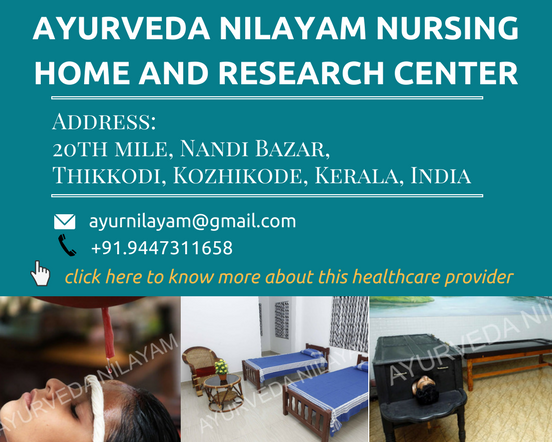 AYURVEDA NILAYAM NURSING
HOME AND RESEARCH CENTER
ADDRESS:
20TH MILE, NANDI BAZAR,
THIKKODI, KOZHIKODE, KERALA, INDIA
ayurnilayam@gmail.com
+91.9447311658
click here to know more about this healthcare provider
AYURVEDA NILAYAM
AYURVEDA NILAYAM
AYURVEDA NI